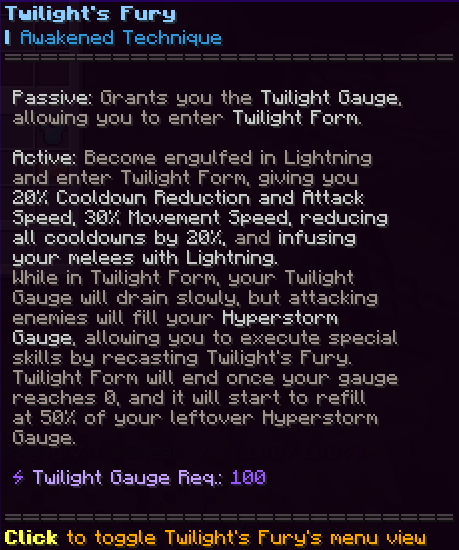 Twilight's Fury
Awakened Technique
Passive: Grants you the Twilight Gauge,
allowing you to enter Twilight Form.
Active: Become engulfed in Lightning
and enter Twilight Form, giving you
20% Cooldown Reduction and Attack
Speed, 30% Movement Speed, reducing
all cooldowns by 20%, and infusing
your melees with Lightning.
While in Twilight Form, your Twilight
Gauge will drain slowly, but attacking
enemies will fill your Hyperstorm
Gauge, allowing you to execute special
skills by recasting Twilight's Fury.
Twilight Form will end once your gauge
reaches 0, and it will start to refill
at 50% of your leftover Hyperstorm
Gauge.
⚡ Twilight Gauge Req.: 100
Click to toggle Twilight's Fury's menu view